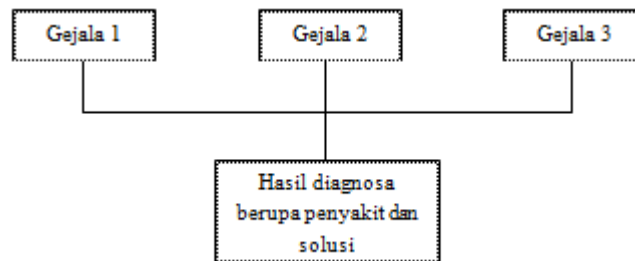 Gejala 1
Gejala 2
Gejala 3
Hasil diagnosa
berupa penyakit dan
solusi